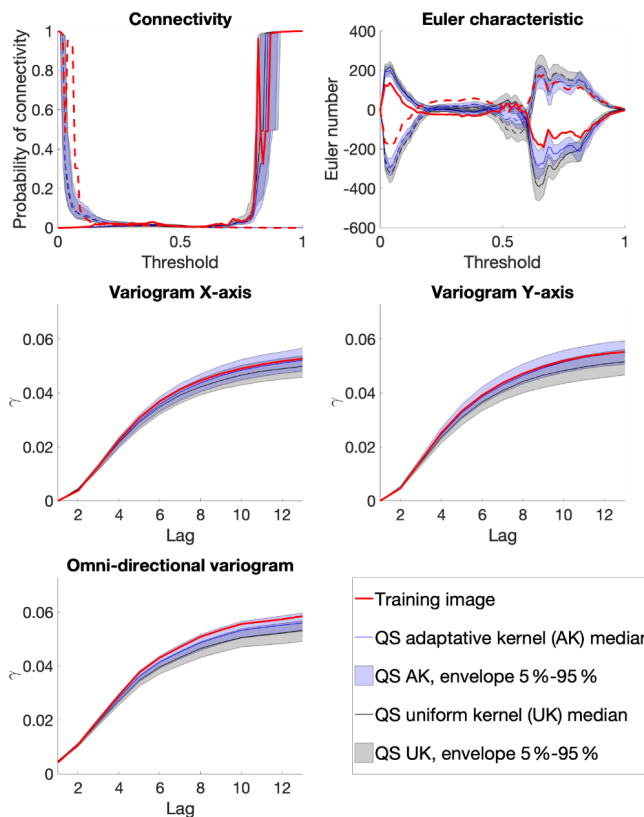 Connectivity
1
0.8
0.6
0.4
0.2
0
Probability of connectivity
0
0.5
1
Threshold
Euler characteristic
400
200
0
-200
-400
-600
Euler number
0
0.5
1
Threshold
Variogram X-axis
0.06
0.04
0.02
0
γ
2 4 6 8 10 12
Lag
Variogram Y-axis
0.06
0.04
0.02
0
γ
2 4 6 8 10 12
Lag
Omni-directional variogram
0.06
0.04
0.02
0
γ
2 4 6 8 10 12
Lag
Training image
QS adaptative kernel (AK) median
QS AK, envelope 5 %-95 %
QS uniform kernel (UK) median
QS UK, envelope 5 %-95 %